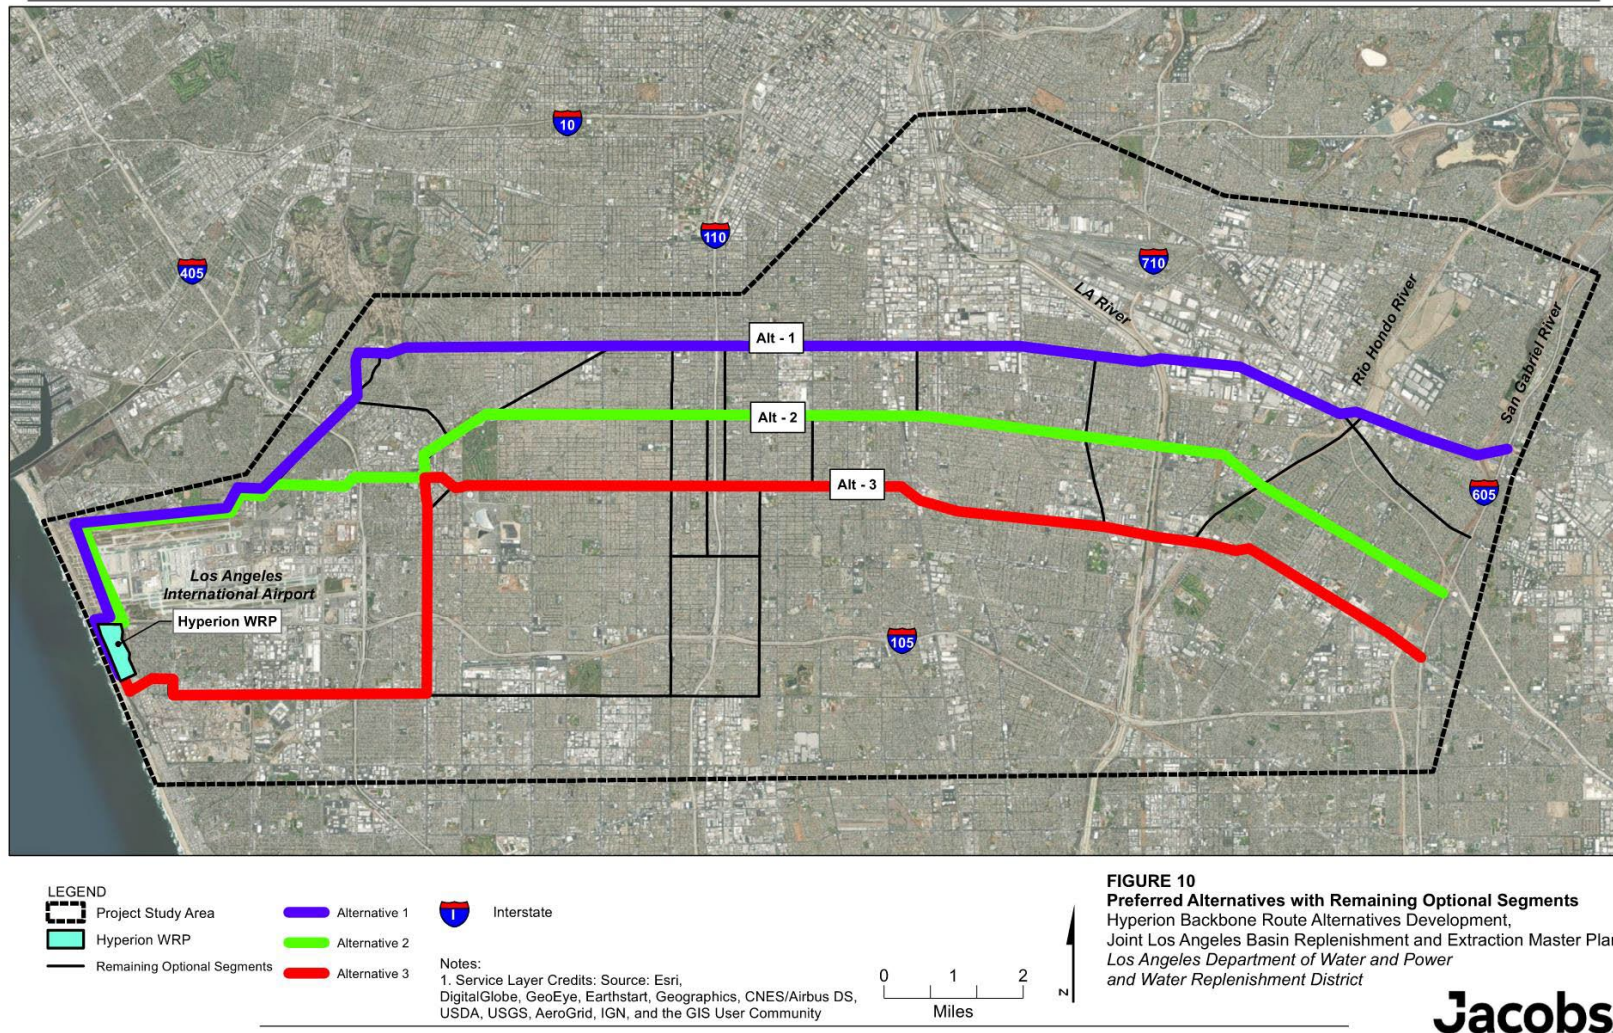 10
110
405
710
LA River
Rio Hondo River
San Gabriel River
Alt - 1
Alt - 2
Alt - 3
605
Los Angeles
International Airport
Hyperion WRP
105
LEGEND
Project Study Area
Hyperion WRP
Remaining Optional Segments
Alternative 1
Alternative 2
Alternative 3
I
Interstate
Notes:
1. Service Layer Credits: Source: Esri,
DigitalGlobe, GeoEye, Earthstart, Geographics, CNES/Airbus DS,
USDA, USGS, AeroGrid, IGN, and the GIS User Community
0 1 2
Miles
N
FIGURE 10
Preferred Alternatives with Remaining Optional Segments
Hyperion Backbone Route Alternatives Development,
Joint Los Angeles Basin Replenishment and Extraction Master Plan
Los Angeles Department of Water and Power
and Water Replenishment District
Jacobs